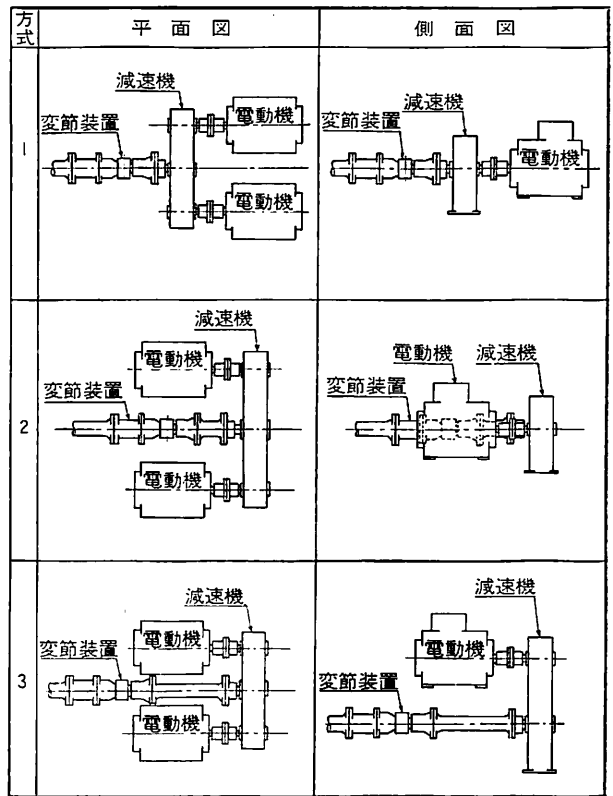 方式 平面図 側面図
1
減速機
変節装置
電動機
電動機
減速機
変節装置
電動機
2
減速機
電動機
変節装置
電動機
電動機 減速機
変節装置
3
減速機
電動機
変節装置
電動機
減速機
電動機
変節装置